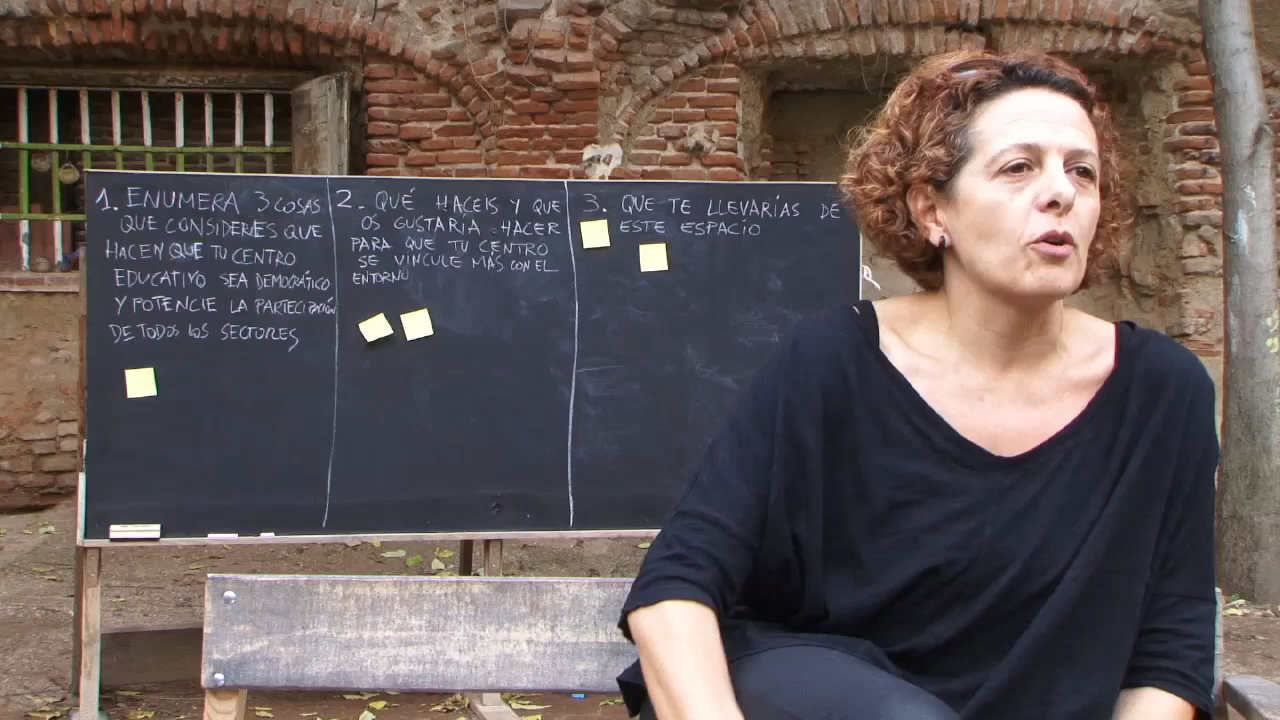 1. ENUMERA 3 COSAS
QUE CONSIDERES QUE
HACEN QUE TU CENTRO
EDUCATIVO SEA DEMOCRÁTICO
Y POTENCIE LA PARTECIPACIÓN
DE TODOS LOS SECTORES
2. QUÉ HACEIS Y QUE
OS GUSTARÍA HACER
PARA QUE TU CENTRO
SE VINCULE MÁS CON EL
ENTORNO
3. QUE TE LLEVARÍAS DE
ESTE ESPACIO